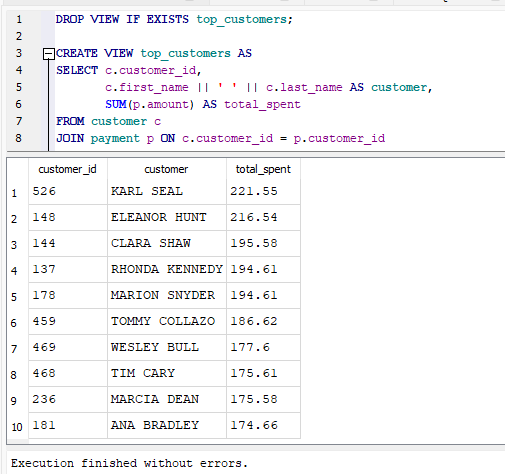 1 DROP VIEW IF EXISTS top_customers;
2
3 CREATE VIEW top_customers AS
4 SELECT c.customer_id,
5 c.first_name || ' ' || c.last_name AS customer,
6 SUM(p.amount) AS total_spent
7 FROM customer c
8 JOIN payment p ON c.customer_id = p.customer_id
customer_id customer total_spent
1 526 KARL SEAL 221.55
2 148 ELEANOR HUNT 216.54
3 144 CLARA SHAW 195.58
4 137 RHONDA KENNEDY 194.61
5 178 MARION SNYDER 194.61
6 459 TOMMY COLLAZO 186.62
7 469 WESLEY BULL 177.6
8 468 TIM CARY 175.61
9 236 MARCIA DEAN 175.58
10 181 ANA BRADLEY 174.66
Execution finished without errors.